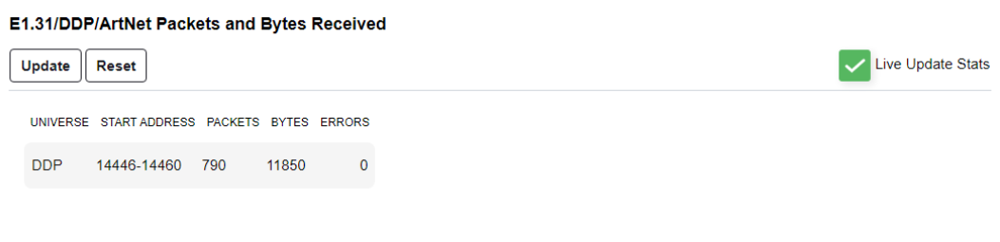 E1.31/DDP/ArtNet Packets and Bytes Received
Update Reset Live Update Stats
UNIVERSE START ADDRESS PACKETS BYTES ERRORS
DDP 14446-14460 790 11850 0